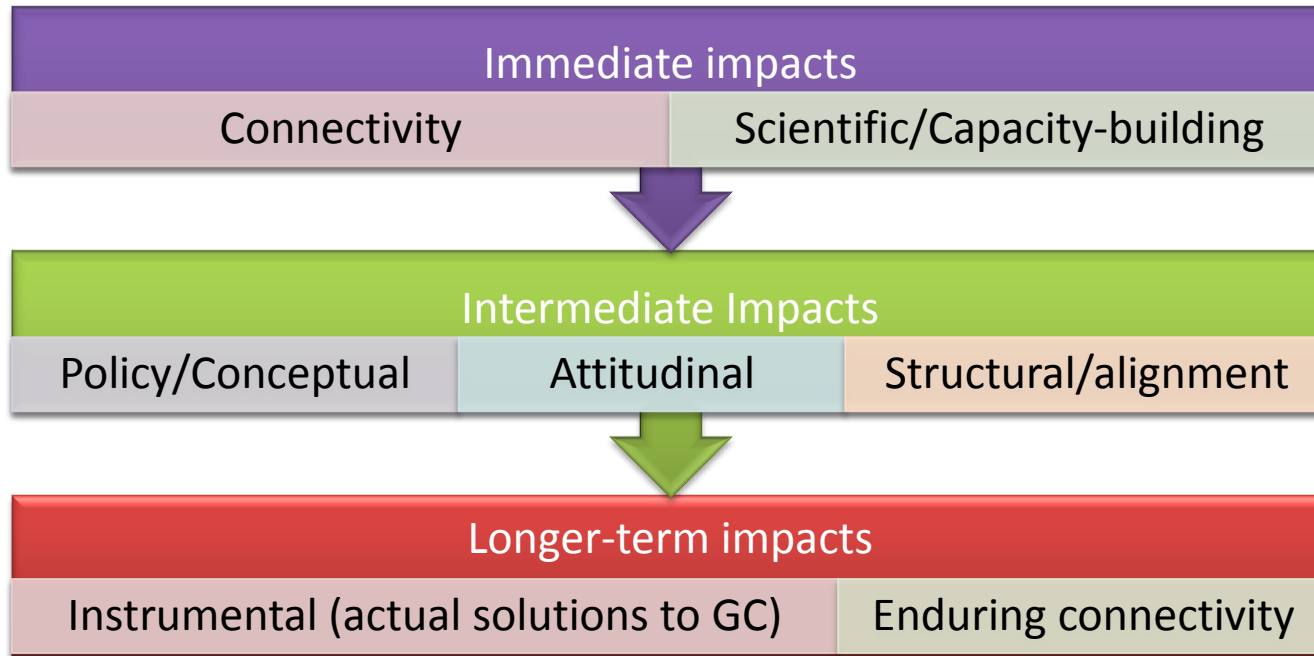 Immediate impacts
Connectivity
Scientific/Capacity-building
Intermediate Impacts
Policy/Conceptual
Attitudinal
Structural/alignment
Longer-term impacts
Instrumental (actual solutions to GC)
Enduring connectivity